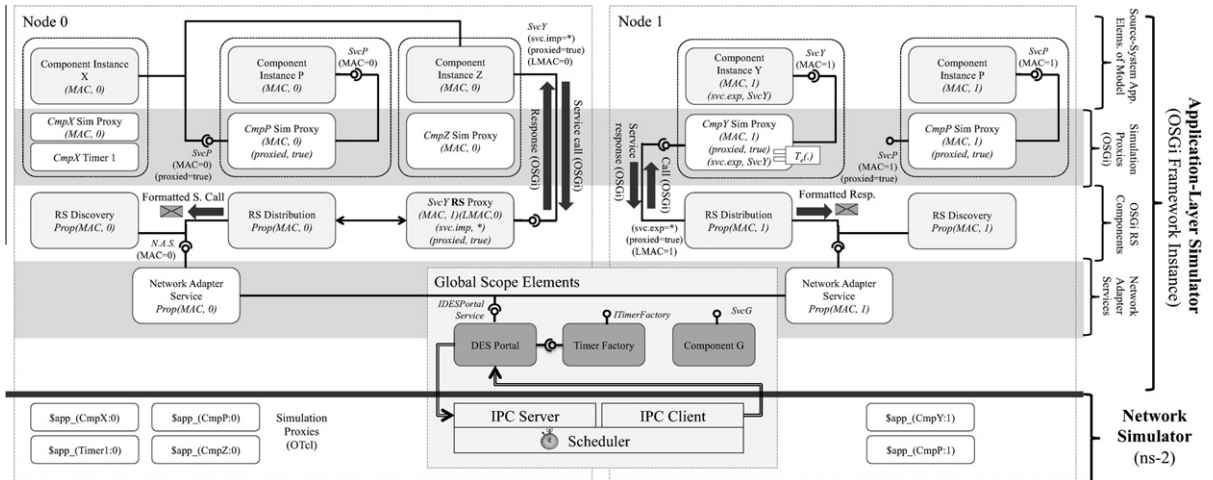 Node 0
Component Instance
X
(MAC, 0)
CmpX Sim Proxy
(MAC, 0)
CmpX Timer 1
Component
Instance P
(MAC, 0)
SvcP
(MAC=0)
CmpP Sim Proxy
(MAC, 0)
(proxied, true)
SvcP
(MAC=0)
(proxied=true)
Component
Instance Z
(MAC, 0)
CmpZ Sim Proxy
(MAC, 0)
SvcY
(svc.imp=*)
(proxied=true)
(LMAC=0)
Response (OSGi)
Service call (OSGi)
RS Discovery
Prop(MAC, 0)
Formatted S. Call
RS Distribution
Prop(MAC, 0)
SvcY RS Proxy
(MAC, 1)(LMAC,0)
(svc.imp, *)
(proxied, true)
N.A.S.
(MAC=0)
Network Adapter
Service
Prop(MAC, 0)
Node 1
Component
Instance Y
(MAC, 1)
(svc.exp, SvcY)
SvcY
(MAC=1)
CmpY Sim Proxy
(MAC, 1)
(proxied, true)
(svc.exp, SvcY)
Component
Instance P
(MAC, 1)
SvcP
(MAC=1)
CmpP Sim Proxy
(MAC, 1)
(proxied, true)
SvcP
(MAC=1)
(proxied=true)
Service
response (OSGi)
Call (OSGi)
(svc.exp=*)
(proxied=true)
(LMAC=1)
RS Distribution
Prop(MAC, 1)
Formatted Resp.
RS Discovery
Prop(MAC, 1)
Network Adapter
Service
Prop(MAC, 1)
Global Scope Elements
IDESPortal
Service
DES Portal
ITimerFactory
Timer Factory
SvcG
Component G
IPC Server
IPC Client
Scheduler
$app_(CmpX:0)
$app_(CmpP:0)
$app_(Timer1:0)
$app_(CmpZ:0)
Simulation
Proxies
(OTcl)
$app_(CmpY:1)
$app_(CmpP:1)
Source-System App.
Elems. of Model
Simulation
Proxies
(OSGi)
OSGi RS
Components
Network
Adapter
Services
Application-Layer Simulator
(OSGi Framework Instance)
Network
Simulator
(ns-2)